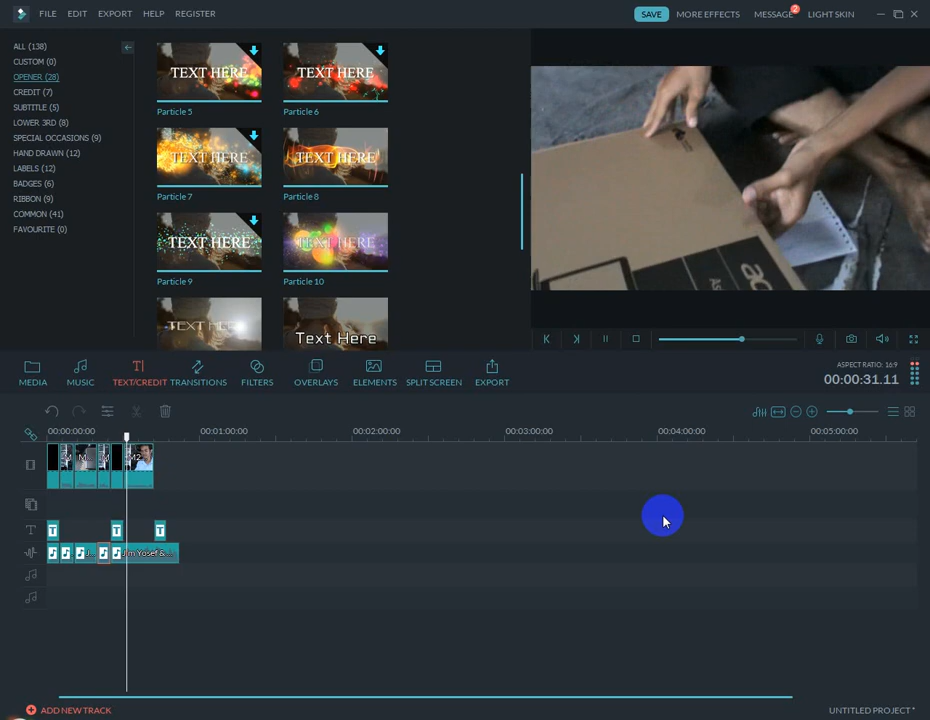 FILE EDIT EXPORT HELP REGISTER SAVE MORE EFFECTS MESSAGE 2 LIGHT SKIN
ALL (138)
CUSTOM (0)
OPENER (28)
CREDIT (7)
SUBTITLE (5)
LOWER 3RD (8)
SPECIAL OCCASIONS (9)
HAND DRAWN (12)
LABELS (12)
BADGES (6)
RIBBON (9)
COMMON (41)
FAVOURITE (0)
TEXT HERE TEXT HERE
Particle 5 Particle 6
TEXT HERE TEXT HERE
Particle 7 Particle 8
TEXT HERE TEXT HERE
Particle 9 Particle 10
TEXT HERE Text Here
MEDIA MUSIC TEXT/CREDIT TRANSITIONS FILTERS OVERLAYS ELEMENTS SPLIT SCREEN EXPORT
ASPECT RATIO: 16:9
00:00:31.11
00:00:00:00 00:01:00:00 00:02:00:00 00:03:00:00 00:04:00:00 00:05:00:00
ADD NEW TRACK UNTITLED PROJECT*